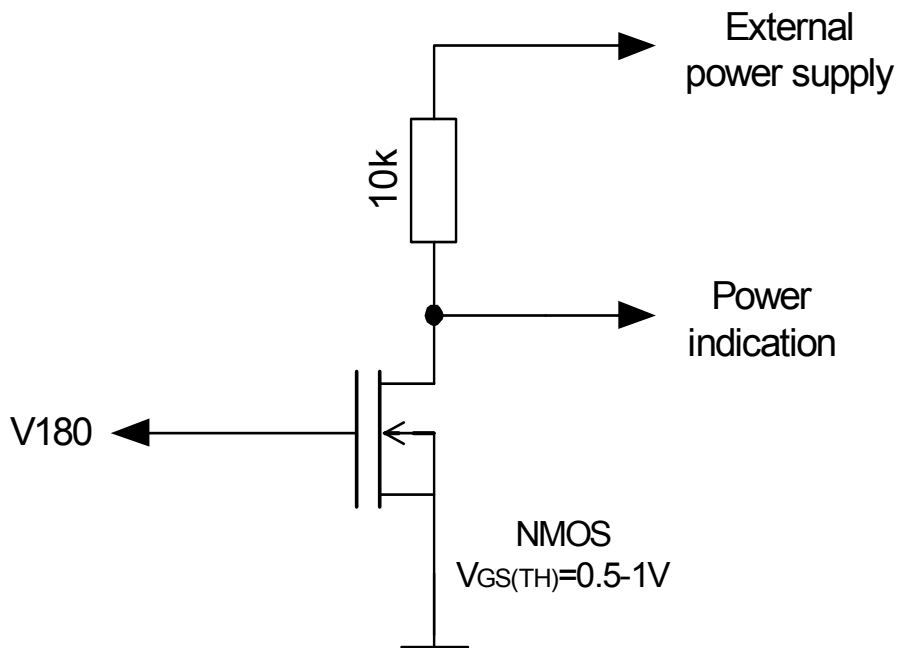 External
power supply
10k
Power
indication
V180
NMOS
VGS(TH)=0.5-1V